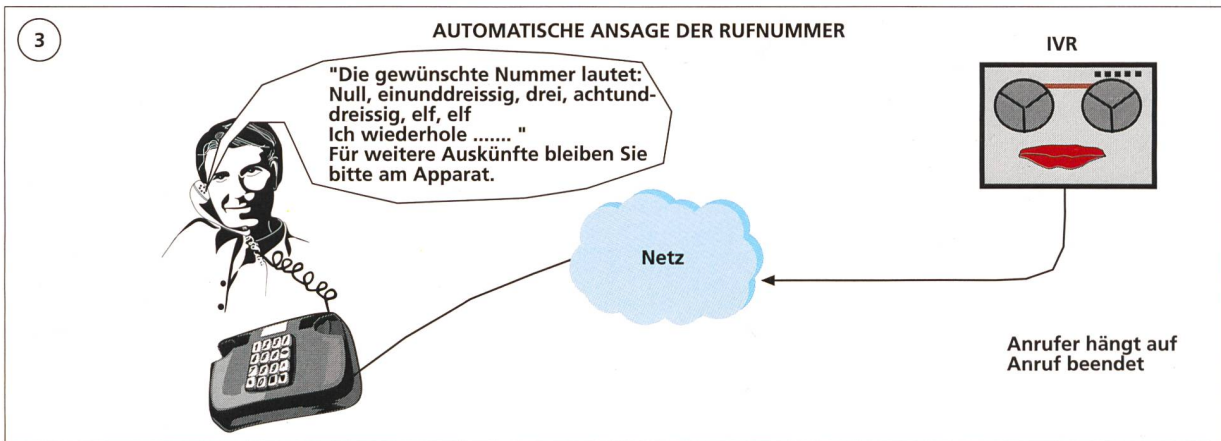 3
AUTOMATISCHE ANSAGE DER RUFNUMMER
IVR
"Die gewünschte Nummer lautet:
Null, einunddreissig, drei, achtund-
dreissig, elf, elf
Ich wiederhole ....... "
Für weitere Auskünfte bleiben Sie
bitte am Apparat.
Netz
Anrufer hängt auf
Anruf beendet